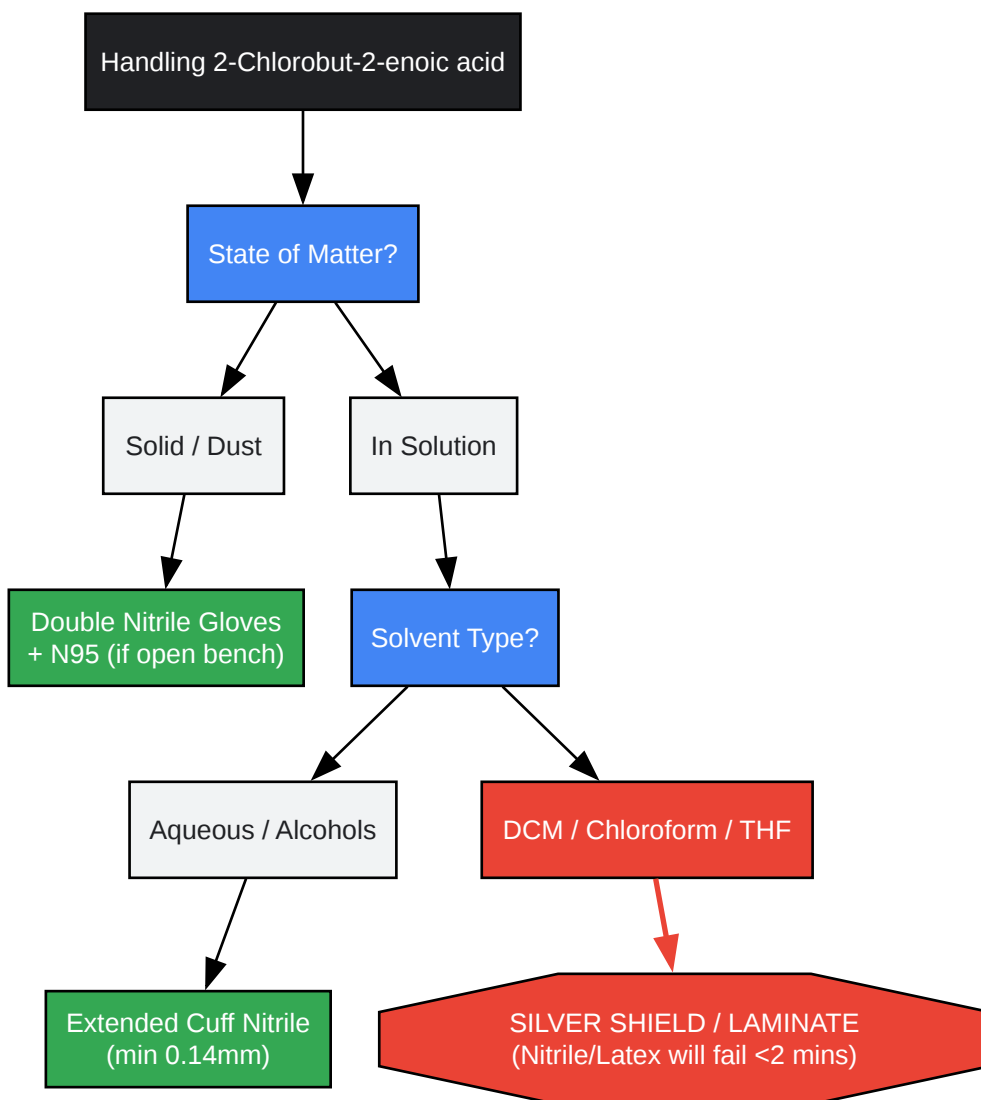 Handling 2-Chlorobut-2-enoic acid
State of Matter?
Solid / Dust
In Solution
Double Nitrile Gloves
+ N95 (if open bench)
Solvent Type?
Aqueous / Alcohols
DCM / Chloroform / THF
Extended Cuff Nitrile
(min 0.14mm)
SILVER SHIELD / LAMINATE
(Nitrile/Latex will fail <2 mins)